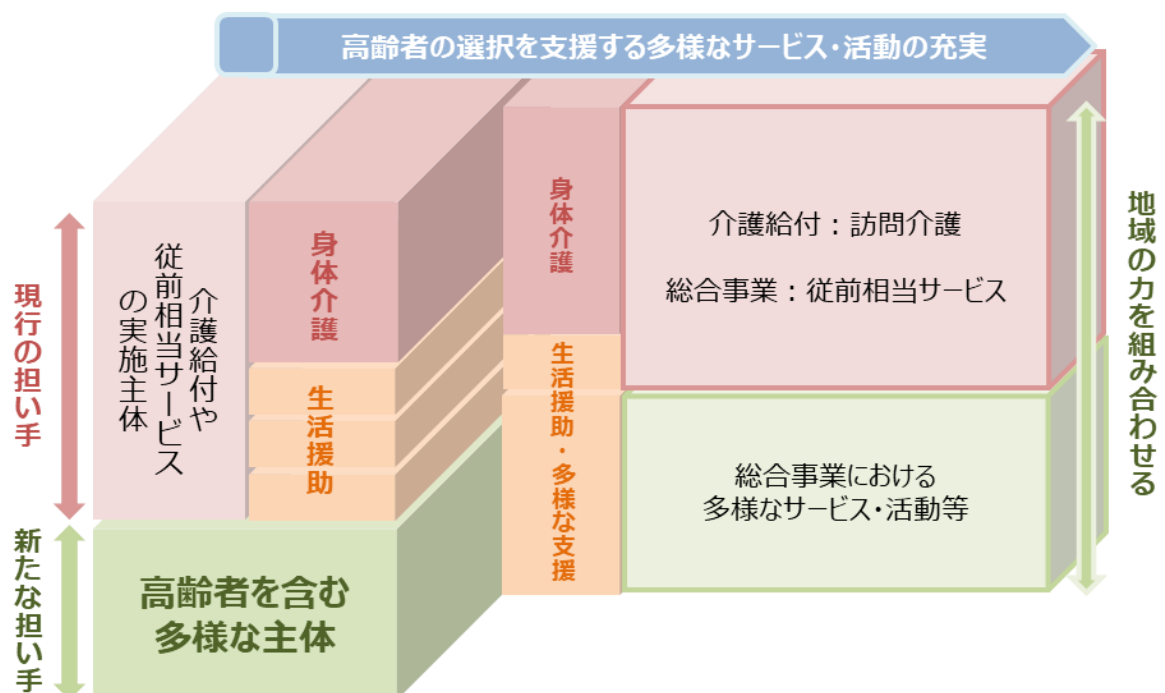 高齢者の選択を支援する多様なサービス・活動の充実
現行の担い手
新たな担い手
介護給付や
従前相当サービス
の実施主体
身体介護
生活援助
高齢者を含む
多様な主体
身体介護
生活援助・多様な支援
介護給付：訪問介護
総合事業：従前相当サービス
総合事業における
多様なサービス・活動等
地域の力を組み合わせる